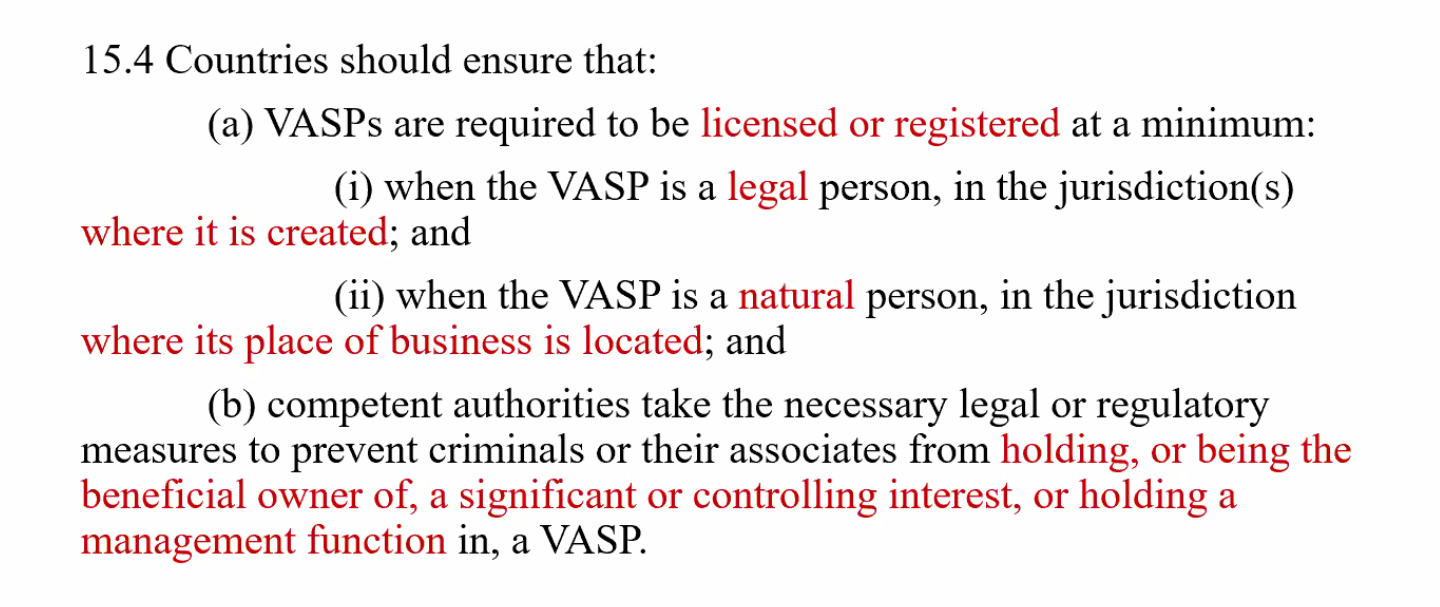 15.4 Countries should ensure that:
(a) VASPs are required to be licensed or registered at a minimum:
(i) when the VASP is a legal person, in the jurisdiction(s)
where it is created; and
(ii) when the VASP is a natural person, in the jurisdiction
where its place of business is located; and
(b) competent authorities take the necessary legal or regulatory
measures to prevent criminals or their associates from holding, or being the
beneficial owner of, a significant or controlling interest, or holding a
management function in, a VASP.